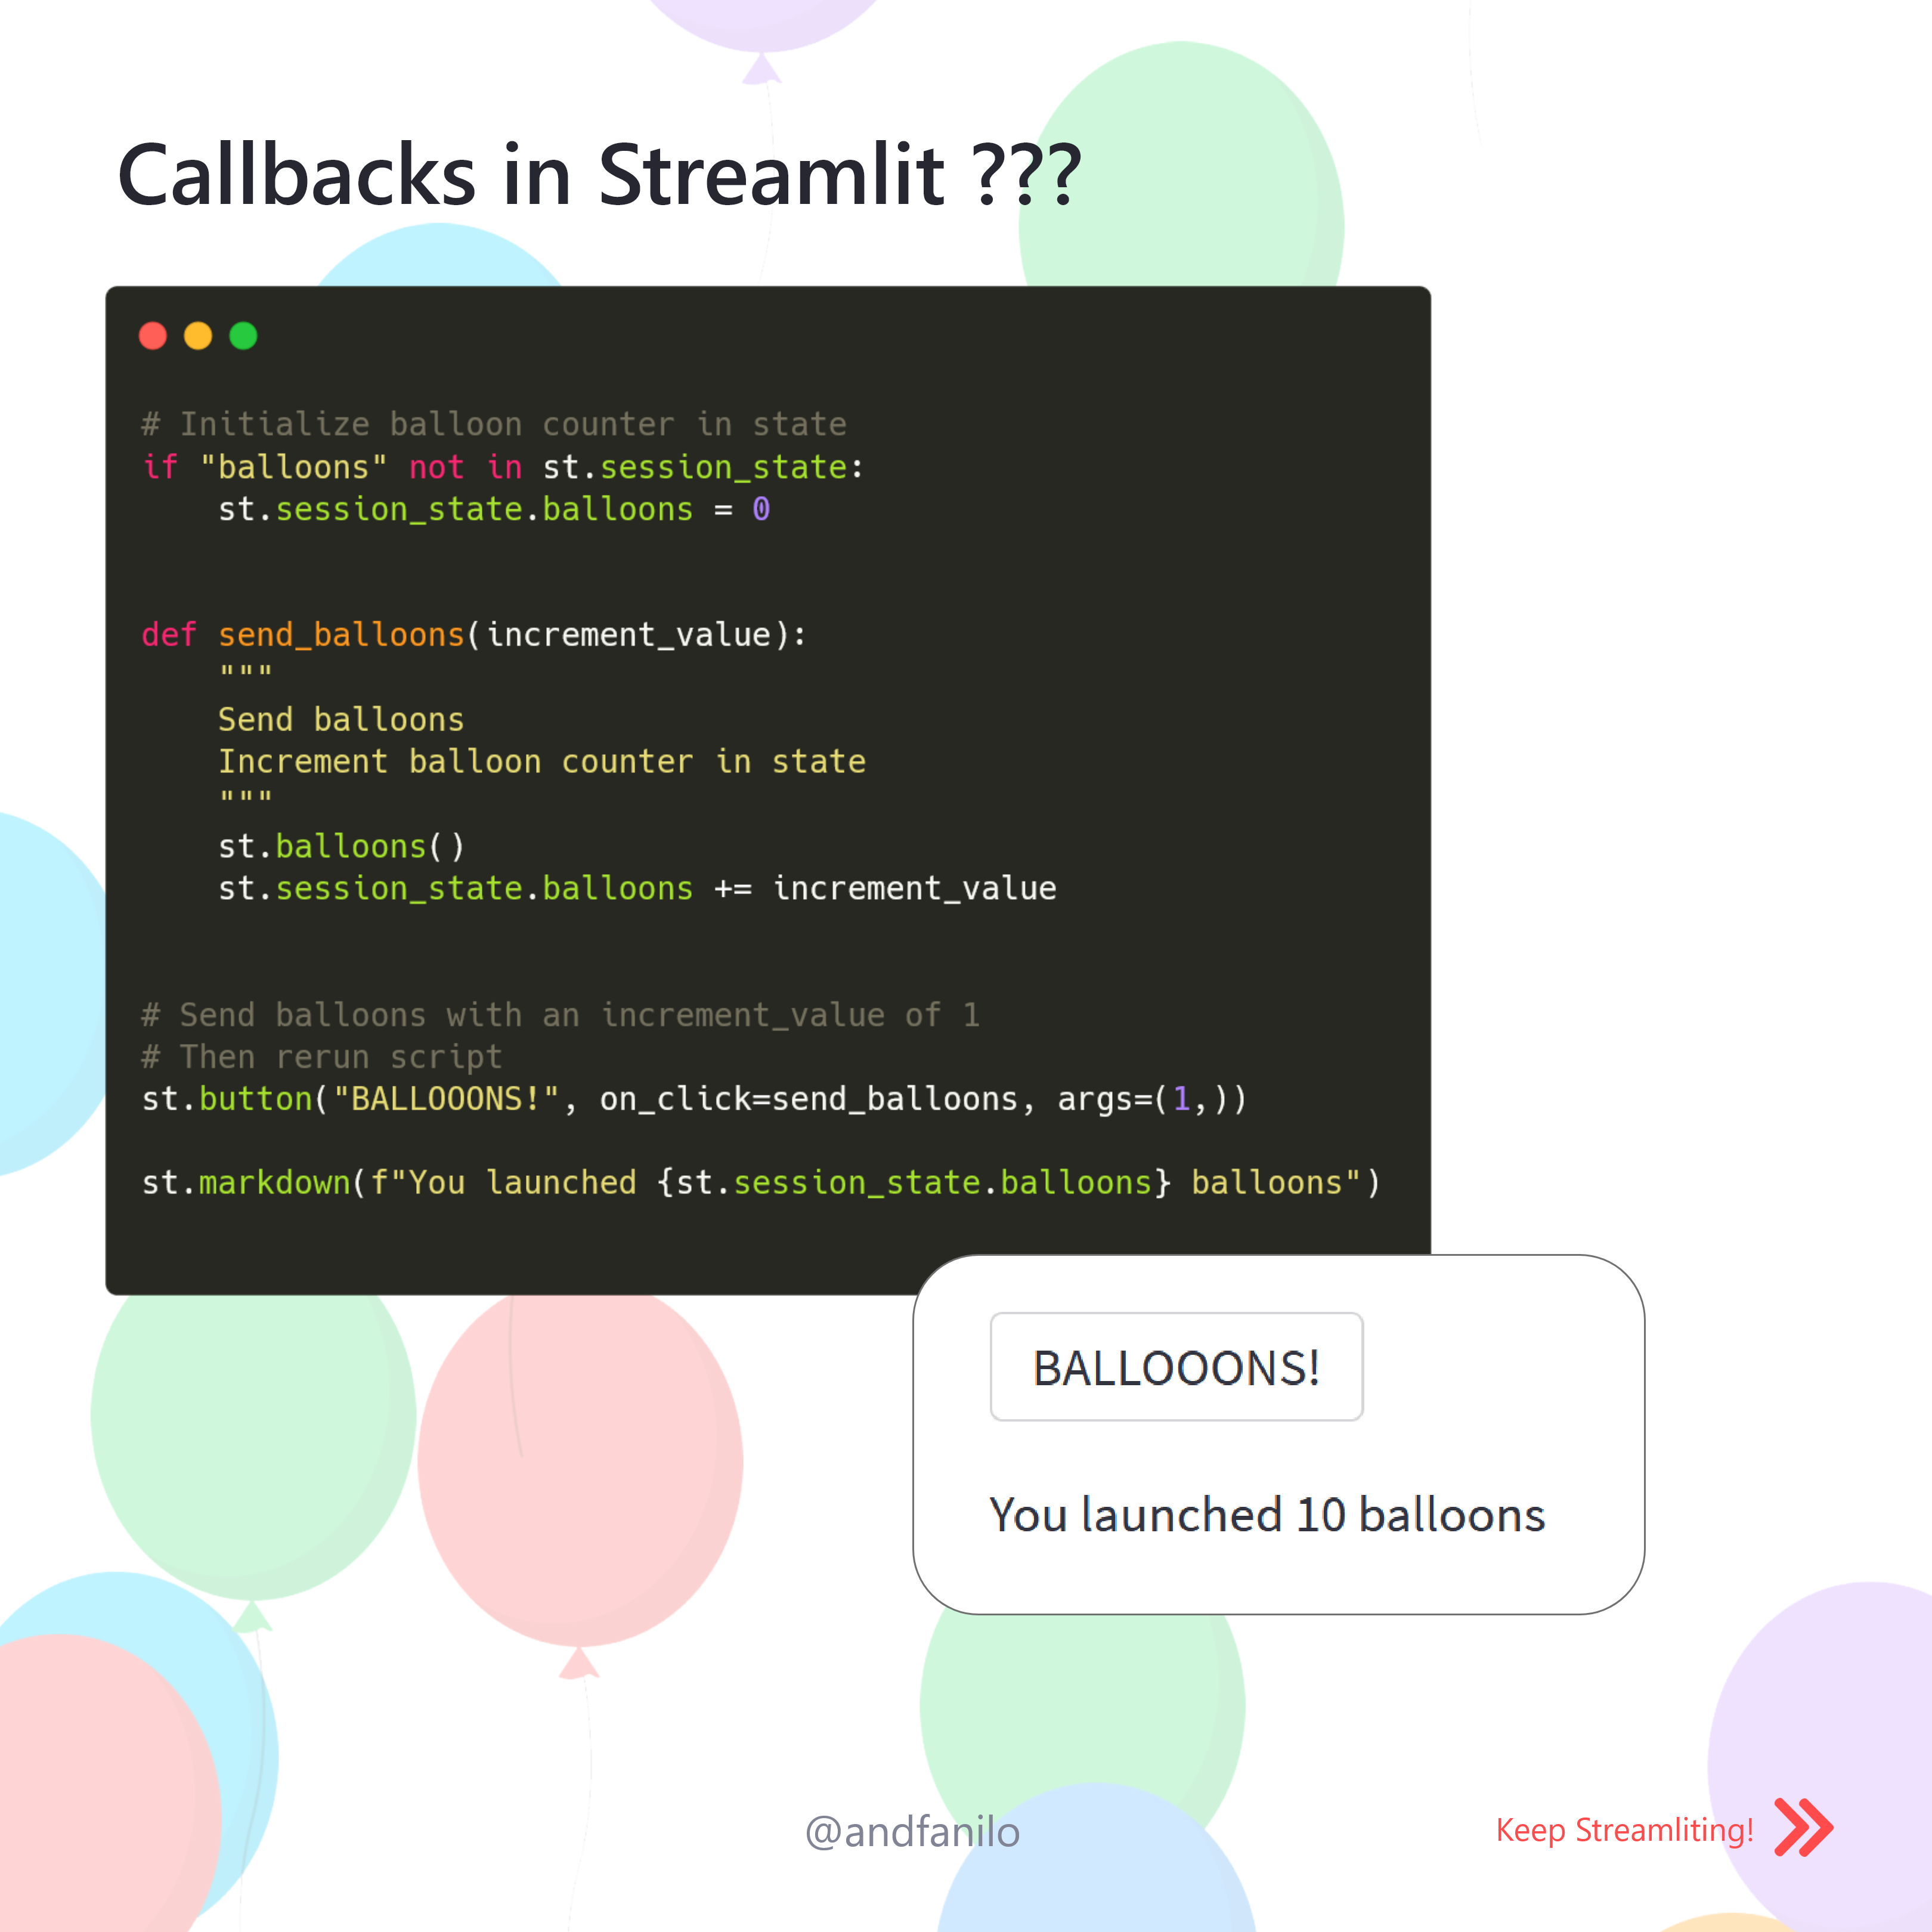 Callbacks in Streamlit ???
# Initialize balloon counter in state
if "balloons" not in st.session_state:
    st.session_state.balloons = 0
def send_balloons(increment_value):
    """
    Send balloons
    Increment balloon counter in state
    """
    st.balloons()
    st.session_state.balloons += increment_value
# Send balloons with an increment_value of 1
# Then rerun script
st.button("BALLOOONS!", on_click=send_balloons, args=(1,))
st.markdown(f"You launched {st.session_state.balloons} balloons")
BALLOOONS!
You launched 10 balloons
@andfanilo
Keep Streamliting!